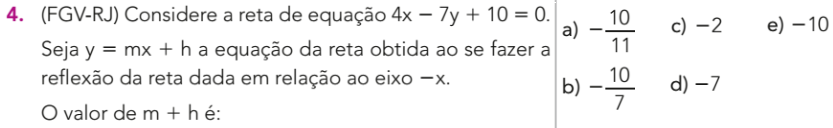 4. (FGV-RJ) Considere a reta de equação 4x − 7y + 10 = 0.
Seja y = mx + h a equação da reta obtida ao se fazer a
reflexão da reta dada em relação ao eixo −x.
O valor de m + h é:
a) −10/11 c) −2 e) −10
b) −10/7 d) −7